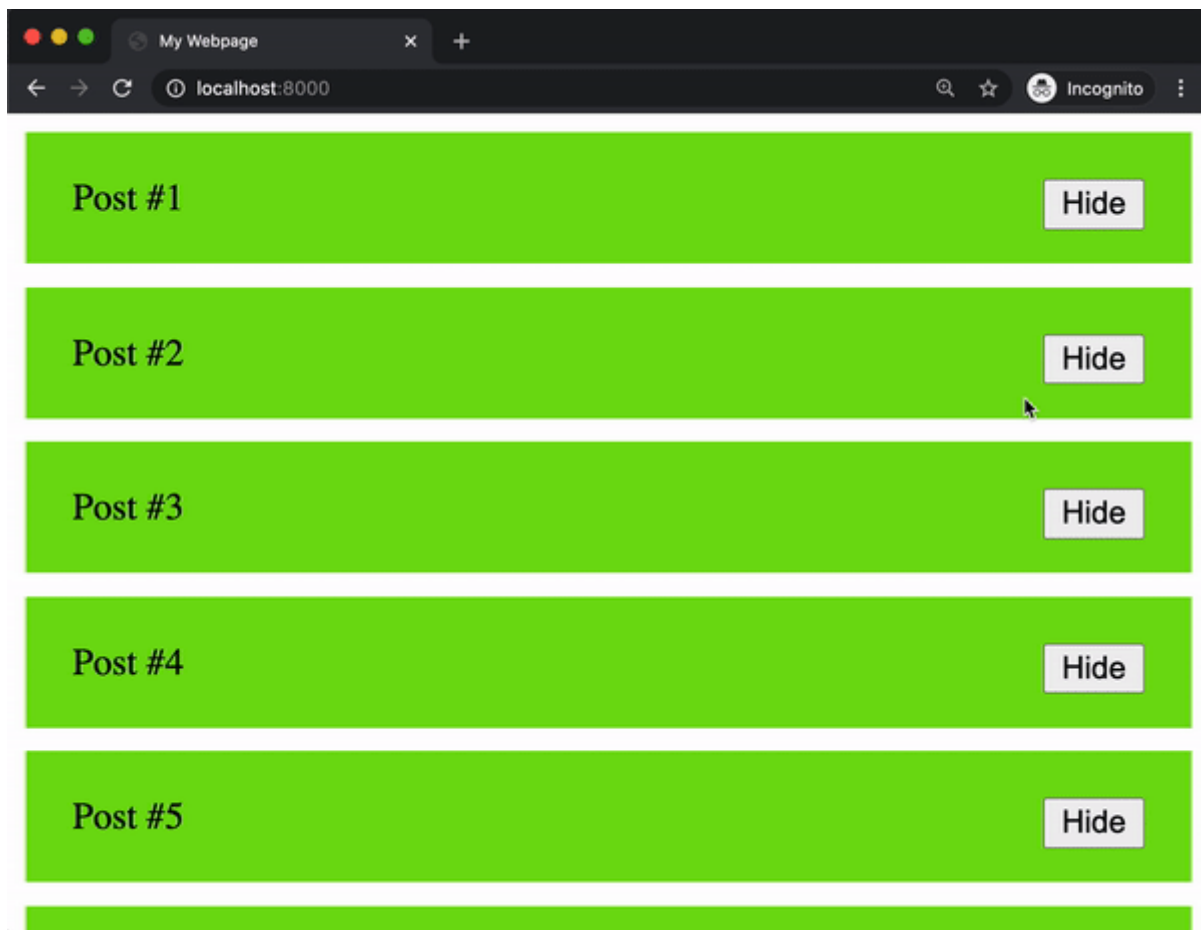 My Webpage
localhost:8000
Incognito
Post #1
Hide
Post #2
Hide
Post #3
Hide
Post #4
Hide
Post #5
Hide